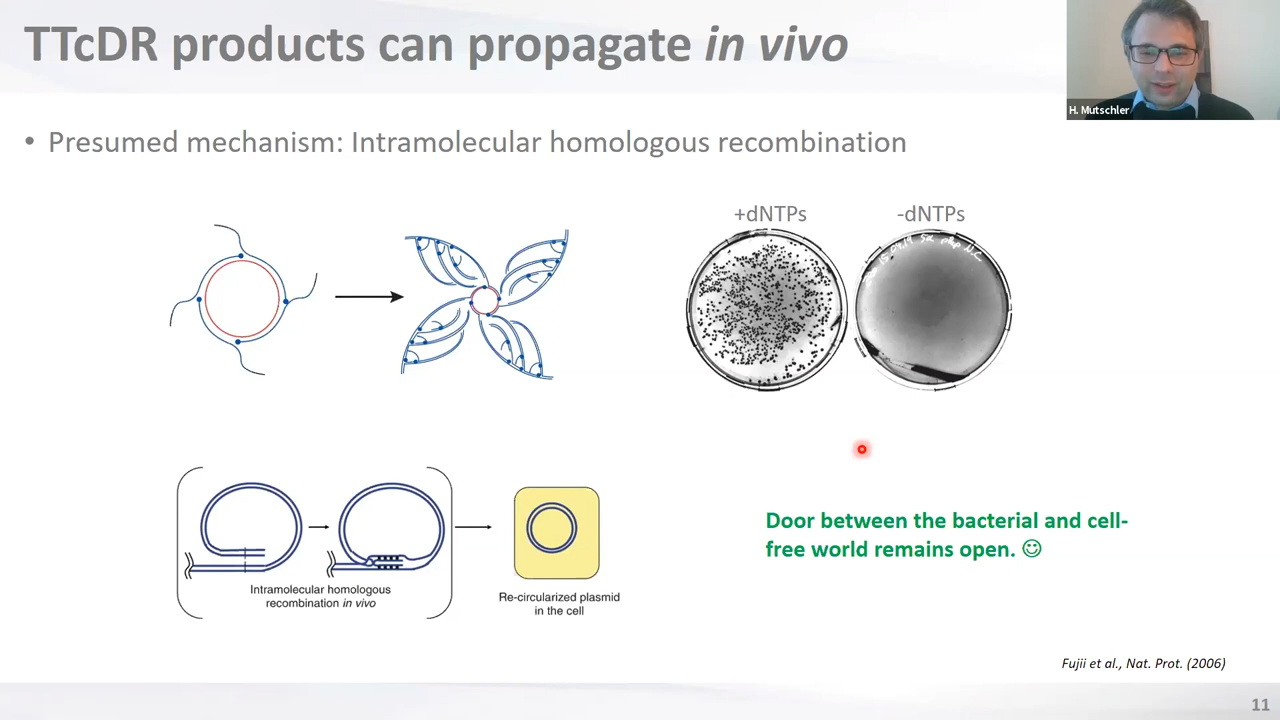 TTcDR products can propagate in vivo
H. Mutschler
• Presumed mechanism: Intramolecular homologous recombination
+dNTPs
-dNTPs
Door between the bacterial and cell-
free world remains open. ☺
Intramolecular homologous
recombination in vivo
Re-circularized plasmid
in the cell
Fujii et al., Nat. Prot. (2006)
11